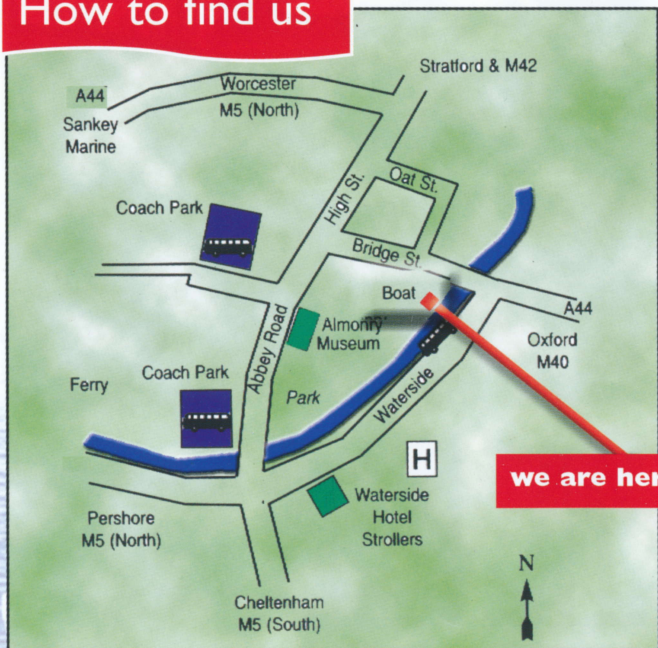 How to find us
Stratford & M42
Worcester
A44
M5 (North)
Sankey
Marine
Oat St.
High St.
Coach Park
Bridge St.
Boat
A44
Almonry
Museum
Abbey Road
Oxford
M40
Ferry
Coach Park
Park
Waterside
H
we are her
Waterside
Hotel
Strollers
Pershore
M5 (North)
N
Cheltenham
M5 (South)